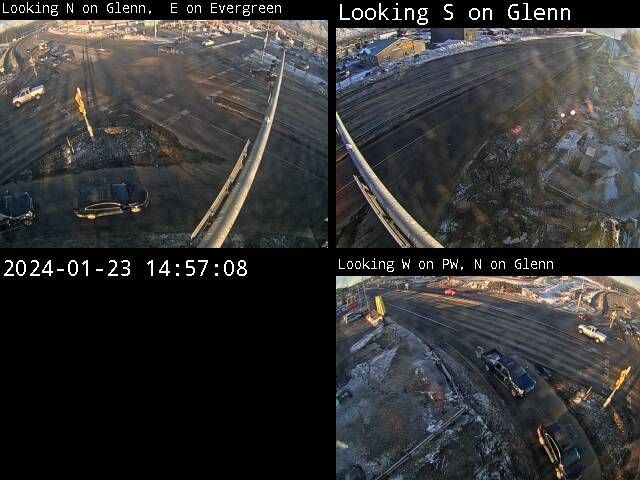 Looking N on Glenn,  E on Evergreen
Looking S on Glenn
2024-01-23 14:57:08
Looking W on PW, N on Glenn